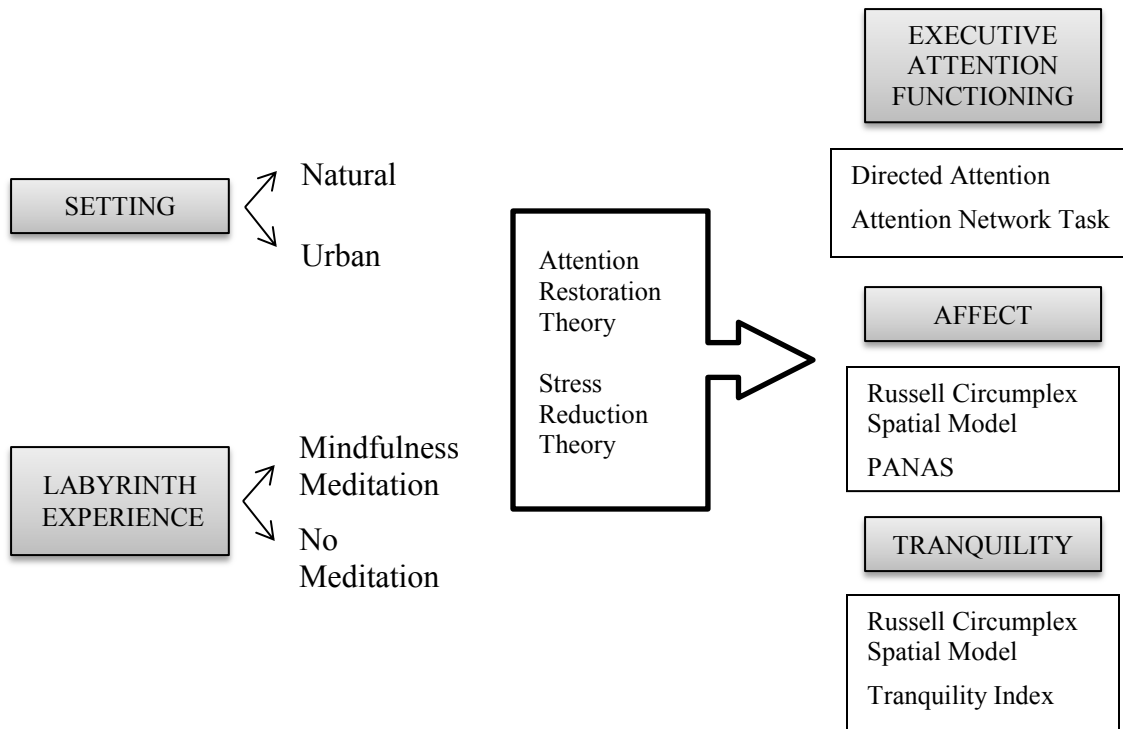 SETTING
Natural
Urban
LABYRINTH
EXPERIENCE
Mindfulness
Meditation
No
Meditation
Attention
Restoration
Theory
Stress
Reduction
Theory
EXECUTIVE
ATTENTION
FUNCTIONING
Directed Attention
Attention Network Task
AFFECT
Russell Circumplex
Spatial Model
PANAS
TRANQUILITY
Russell Circumplex
Spatial Model
Tranquility Index